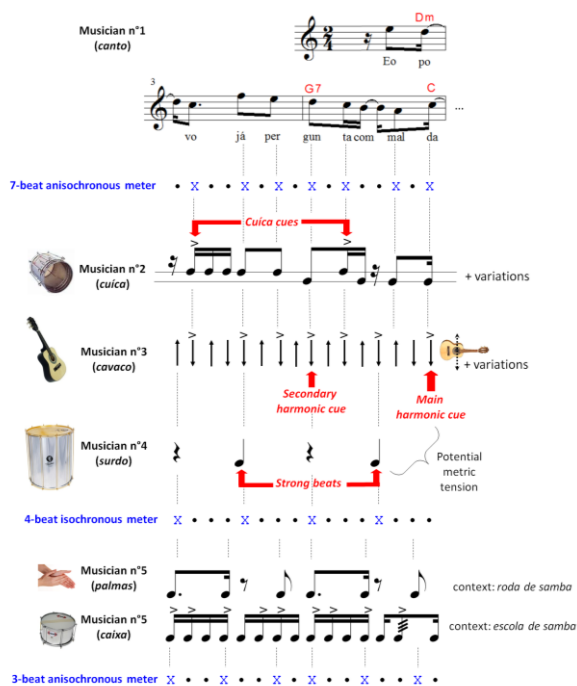 Musician n°1
(canto)
Dm
2
4
Eo po
3
G7 C
...
vo já per gun ta com mal da
7-beat anisochronous meter • X • • X • X • X • X • • X • X
Cuíca cues
> >
Musician n°2
(cuíca)
+ variations
Musician n°3
(cavaco)
> > > > > > > >
+ variations
Secondary
harmonic cue
Main
harmonic cue
Musician n°4
(surdo)
Strong beats
Potential
metric
tension
4-beat isochronous meter X • • • X • • • X • • • X • • •
Musician n°5
(palmas)
context: roda de samba
Musician n°5
(caixa)
> > > > > > > >
context: escola de samba
3-beat anisochronous meter X • • X • • X • X • • X • • X •